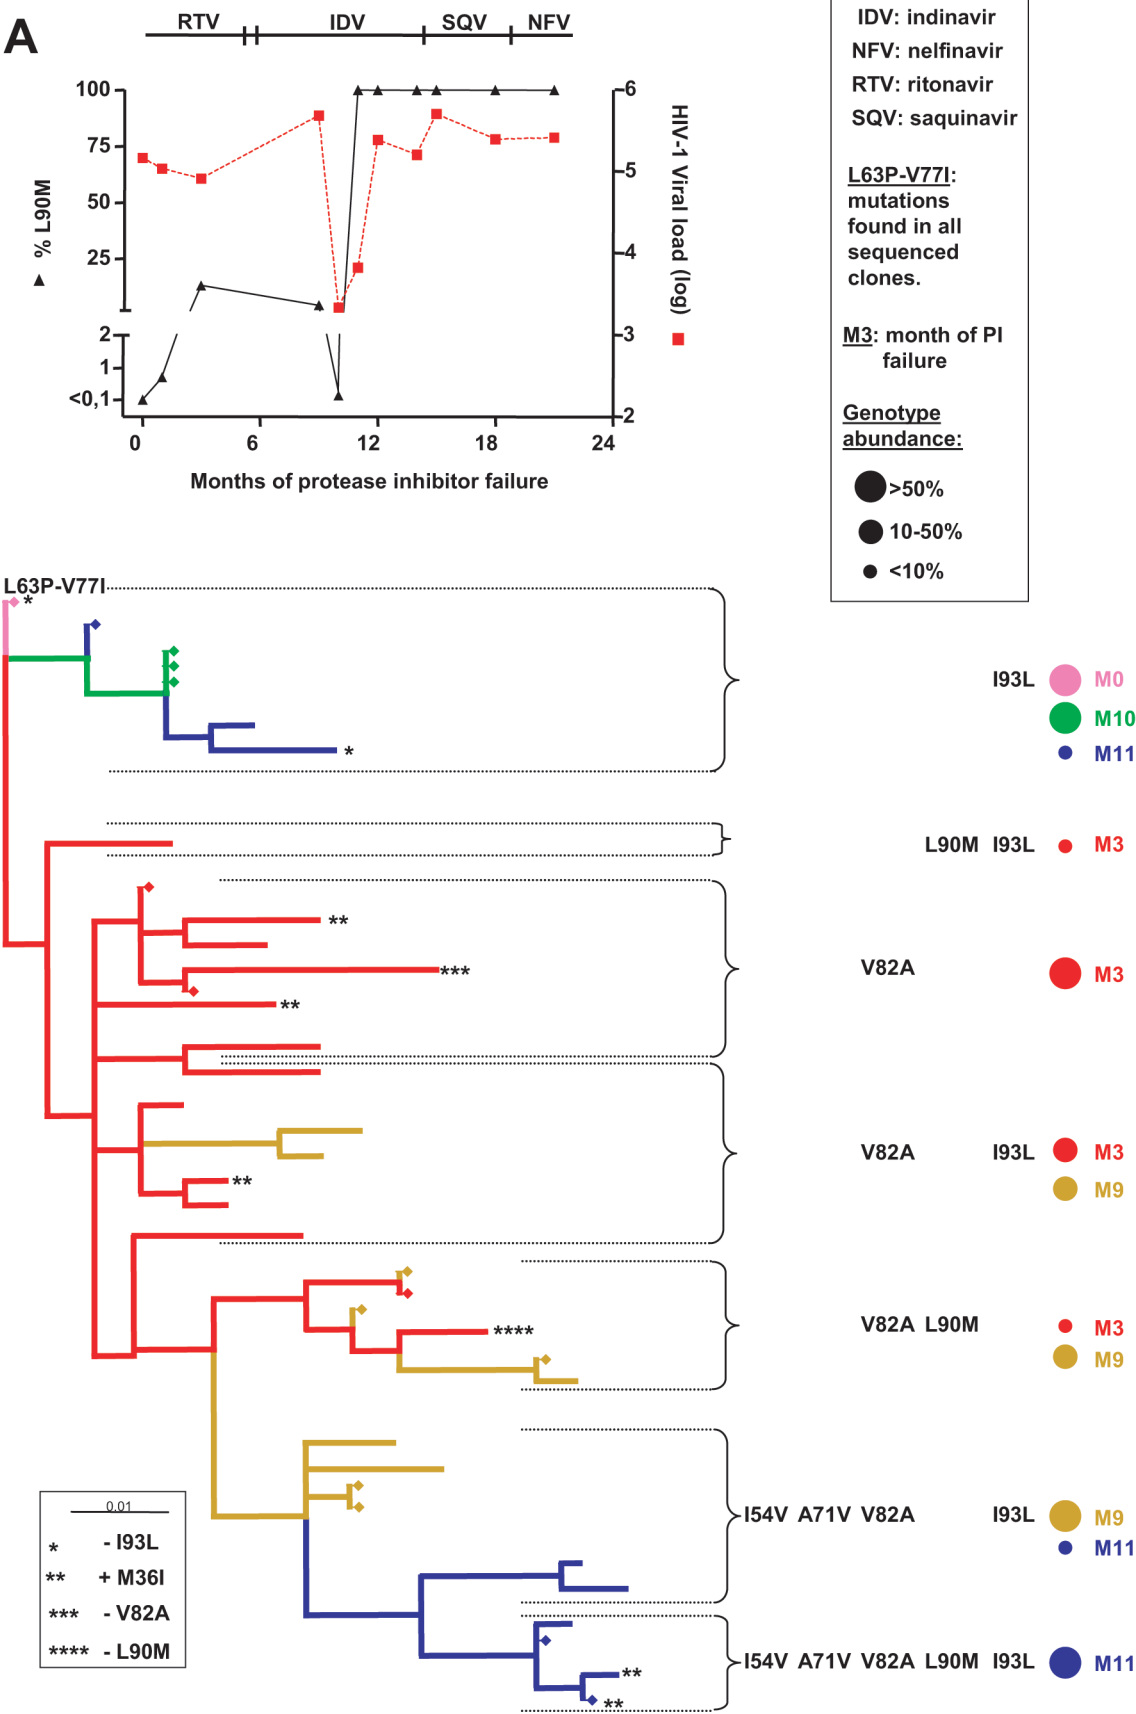 A
RTV IDV SQV NFV
100
75
50
25
2
1
<0,1
▲ % L90M
6
5
4
3
2
HIV-1 Viral load (log) ■
0 6 12 18 24
Months of protease inhibitor failure
IDV: indinavir
NFV: nelfinavir
RTV: ritonavir
SQV: saquinavir
L63P-V77I:
mutations
found in all
sequenced
clones.
M3: month of PI
failure
Genotype
abundance:
>50%
10-50%
<10%
L63P-V77I
*
*
I93L M0
M10
M11
L90M I93L M3
**
***
**
V82A M3
**
V82A I93L M3
M9
****
V82A L90M M3
M9
I54V A71V V82A I93L M9
M11
**
**
I54V A71V V82A L90M I93L M11
0.01
* - I93L
** + M36I
*** - V82A
**** - L90M